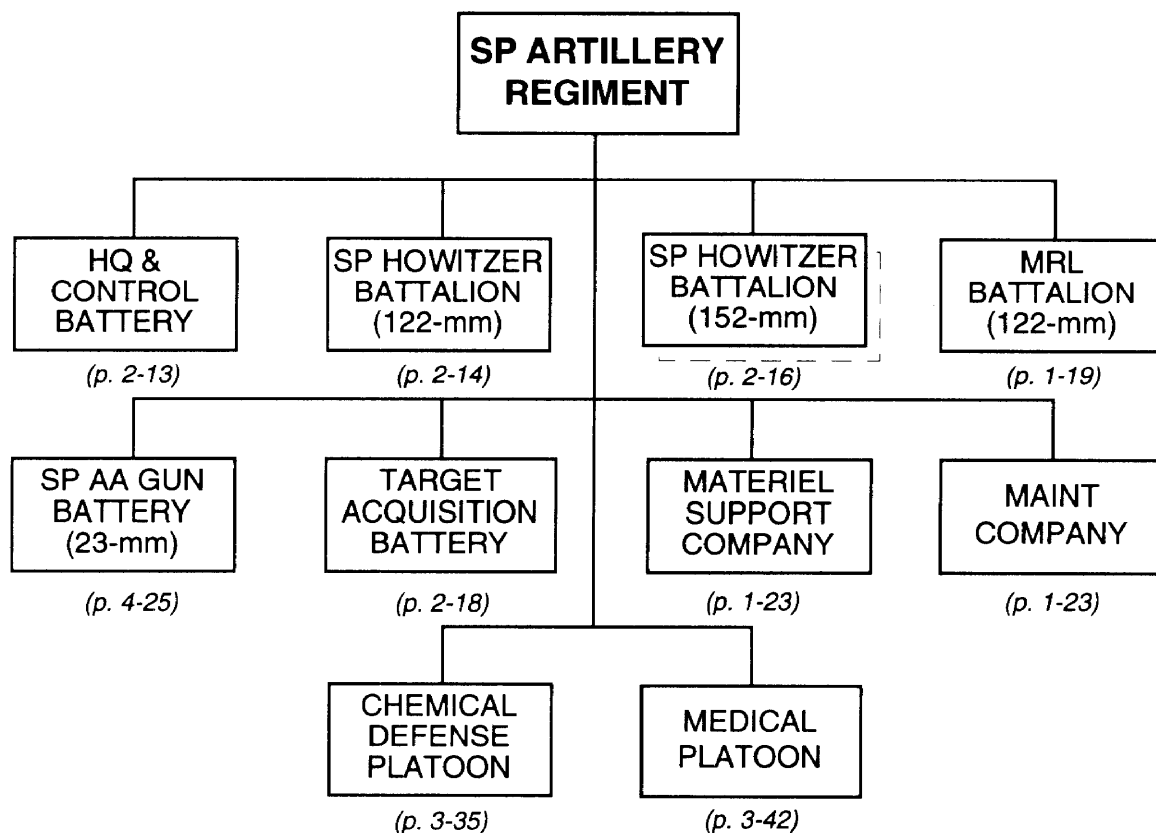 SP ARTILLERY
REGIMENT
HQ &
CONTROL
BATTERY
(p. 2-13)
SP HOWITZER
BATTALION
(122-mm)
(p. 2-14)
SP HOWITZER
BATTALION
(152-mm)
(p. 2-16)
MRL
BATTALION
(122-mm)
(p. 1-19)
SP AA GUN
BATTERY
(23-mm)
(p. 4-25)
TARGET
ACQUISITION
BATTERY
(p. 2-18)
MATERIEL
SUPPORT
COMPANY
(p. 1-23)
MAINT
COMPANY
(p. 1-23)
CHEMICAL
DEFENSE
PLATOON
(p. 3-35)
MEDICAL
PLATOON
(p. 3-42)